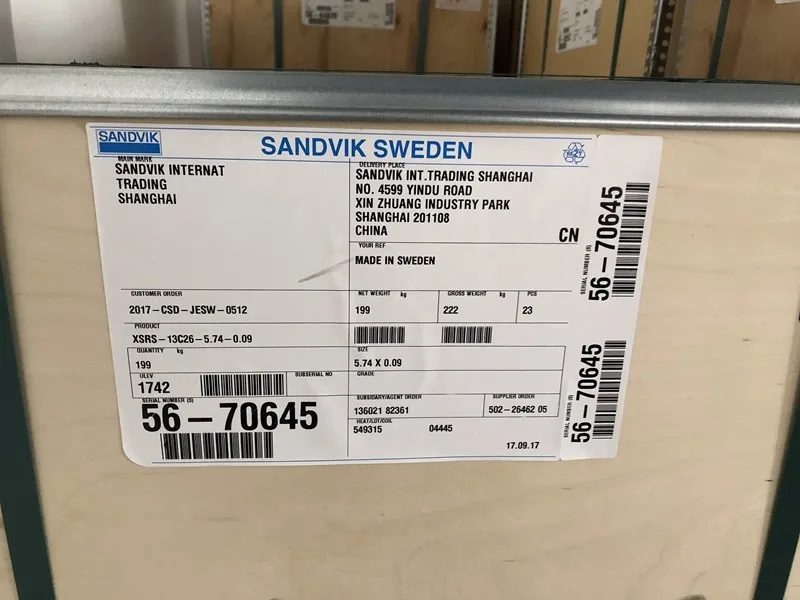 SANDVIK
SANDVIK SWEDEN
MAIN MARK
SANDVIK INTERNAT
TRADING
SHANGHAI
DELIVERY PLACE
SANDVIK INT.TRADING SHANGHAI
NO. 4599 YINDU ROAD
XIN ZHUANG INDUSTRY PARK
SHANGHAI 201108
CHINA
CN
YOUR REF
MADE IN SWEDEN
CUSTOMER ORDER
2017-CSD-JESW-0512
NET WEIGHT kg
199
GROSS WEIGHT kg
222
PCS
23
PRODUCT
XSRS-13C26-5.74-0.09
QUANTITY kg
199
SIZE
5.74 X 0.09
ULEV
1742
SUBSERIAL NO
GRADE
SERIAL NUMBER (S)
56-70645
SUBSIDARY/AGENT ORDER
136021 82361
SUPPLIER ORDER
502-26462 05
HEAT/LOT/COIL
549315 04445
17.09.17
SERIAL NUMBER (S)
56-70645
SERIAL NUMBER (S)
56-70645